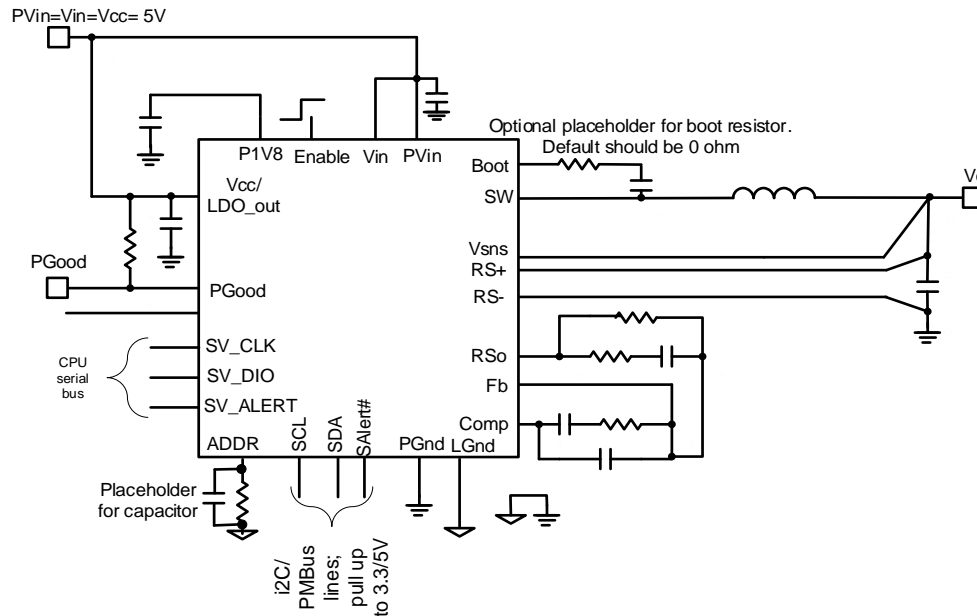 PVin=Vin=Vcc= 5V
Optional placeholder for boot resistor.
Default should be 0 ohm
P1V8
Enable
Vin
PVin
Boot
Vcc/
LDO_out
SW
Vsns
RS+
RS-
PGood
PGood
CPU
serial
bus
SV_CLK
SV_DIO
SV_ALERT
RSo
Fb
Comp
ADDR
SCL
SDA
SAlert#
PGnd
LGnd
Placeholder
for capacitor
i2C/
PMBus
lines;
pull up
to 3.3/5V